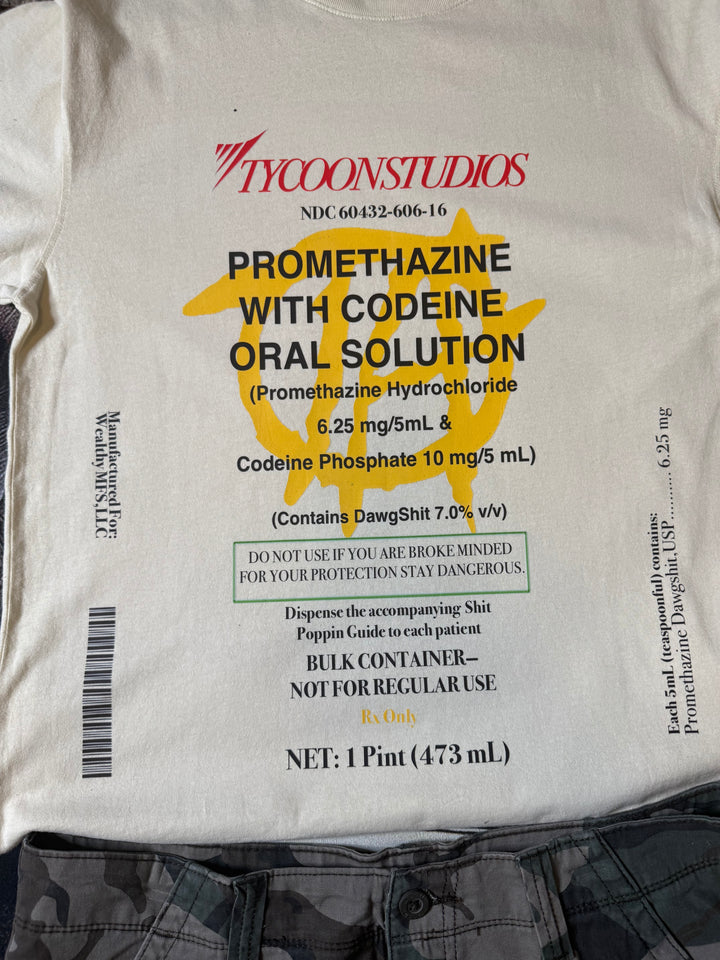 TYCOONSTUDIOS
NDC 60432-606-16
PROMETHAZINE
WITH CODEINE
ORAL SOLUTION
(Promethazine Hydrochloride
6.25 mg/5mL &
Codeine Phosphate 10 mg/5 mL)
(Contains DawgShit 7.0% v/v)
DO NOT USE IF YOU ARE BROKE MINDED
FOR YOUR PROTECTION STAY DANGEROUS.
Dispense the accompanying Shit
Poppin Guide to each patient
BULK CONTAINER–
NOT FOR REGULAR USE
Rx Only
NET: 1 Pint (473 mL)
Manufactured For:
Wealthy MFS, LLC
Each 5mL (teaspoonful) contains:
Promethazine Dawgshit,USP.......... 6.25 mg